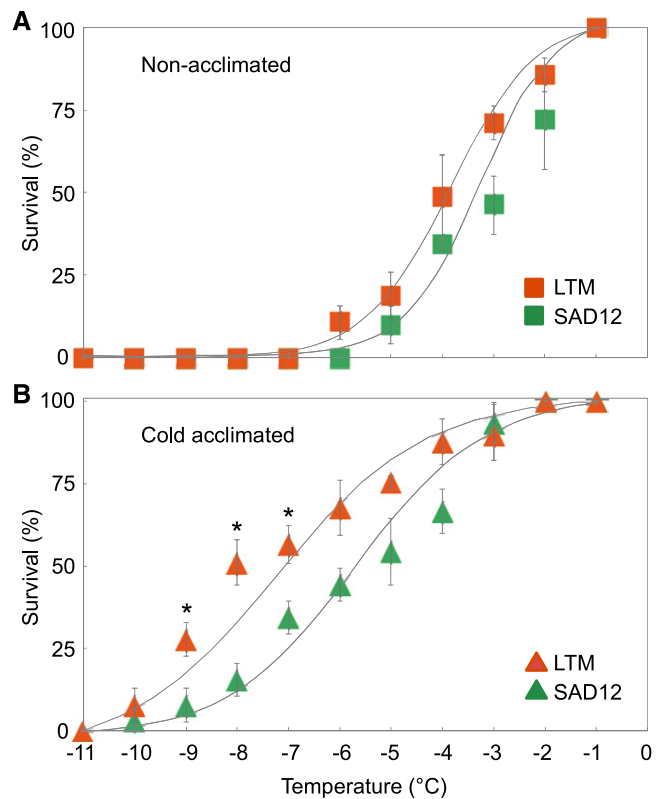 A
Non-acclimated
Survival (%)
100
75
50
25
0
LTM
SAD12
B
Cold acclimated
Survival (%)
100
75
50
25
0
*
*
*
LTM
SAD12
-11 -10 -9 -8 -7 -6 -5 -4 -3 -2 -1 0
Temperature (°C)